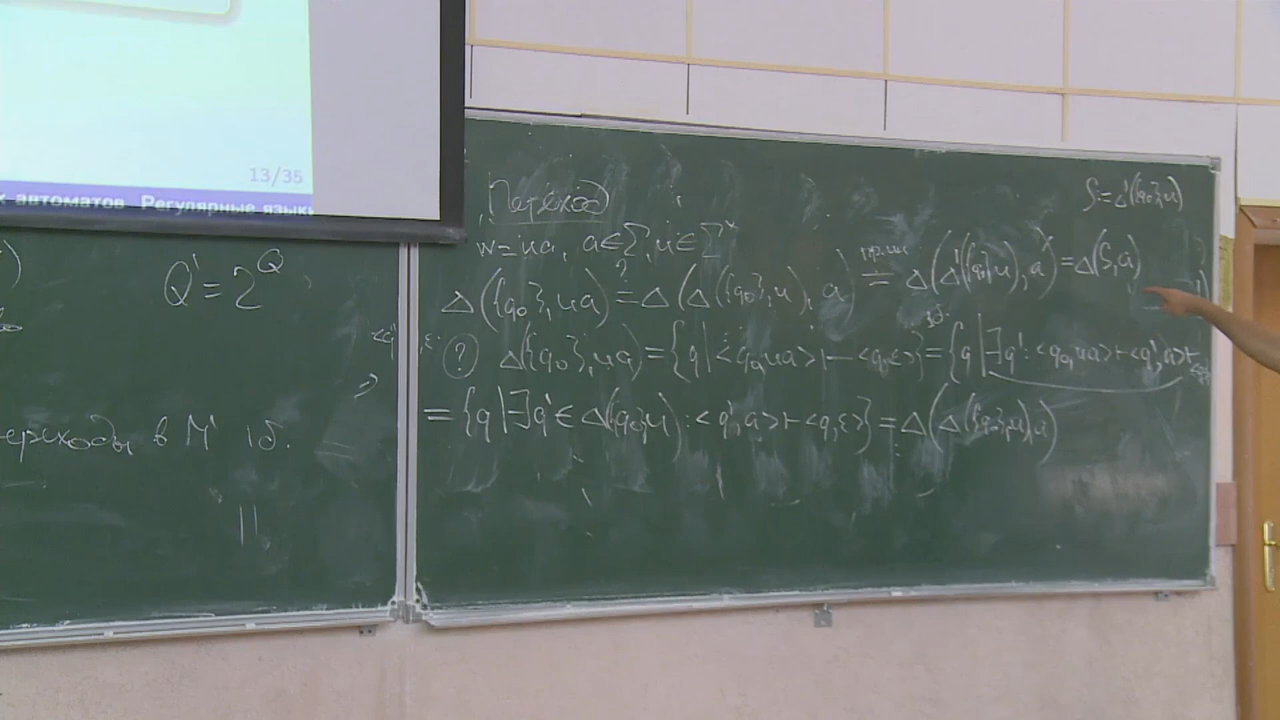 13/35
х автоматов Регулярные язык
Q' = 2^Q
переходы в M' 1б.
Переход
w = ua, a ∈ Σ, u ∈ Σ*
S = Δ'({q₀}, u)
Δ({q₀}, ua) ≟ Δ(Δ({q₀}, u), a) = Δ(Δ'({q₀}, u), a) = Δ(S, a)
? Δ({q₀}, ua) = {q | <q₀, ua> ⊢ <q, ε>} = {q | ∃q': <q₀, ua> ⊢ <q', a> ⊢
= {q | ∃q' ∈ Δ({q₀}, u) : <q', a> ⊢ <q, ε>} = Δ(Δ({q₀}, u), a)